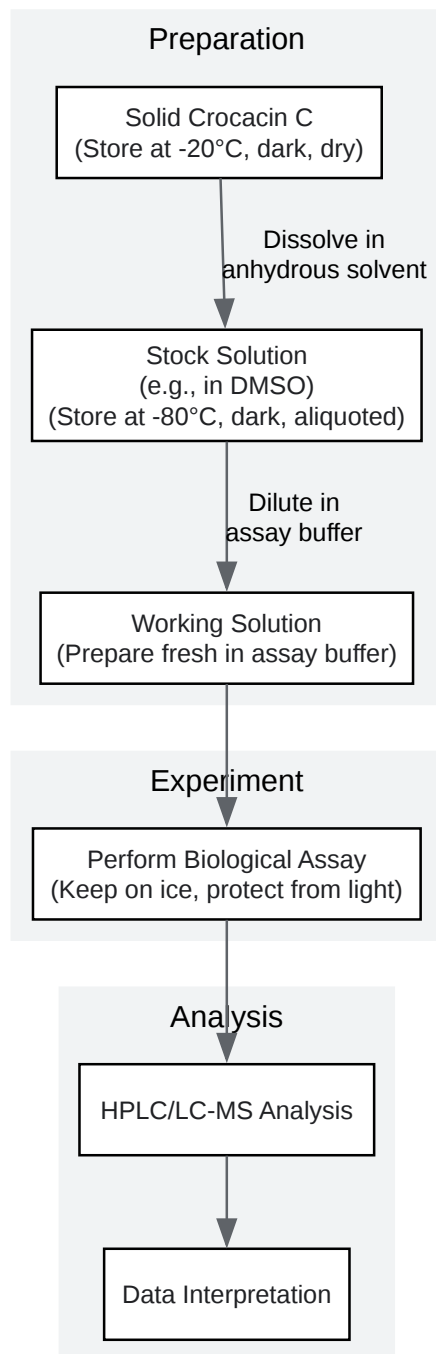 Preparation
Solid Crocacin C
(Store at -20°C, dark, dry)
Dissolve in
anhydrous solvent
Stock Solution
(e.g., in DMSO)
(Store at -80°C, dark, aliquoted)
Dilute in
assay buffer
Working Solution
(Prepare fresh in assay buffer)
Experiment
Perform Biological Assay
(Keep on ice, protect from light)
Analysis
HPLC/LC-MS Analysis
Data Interpretation